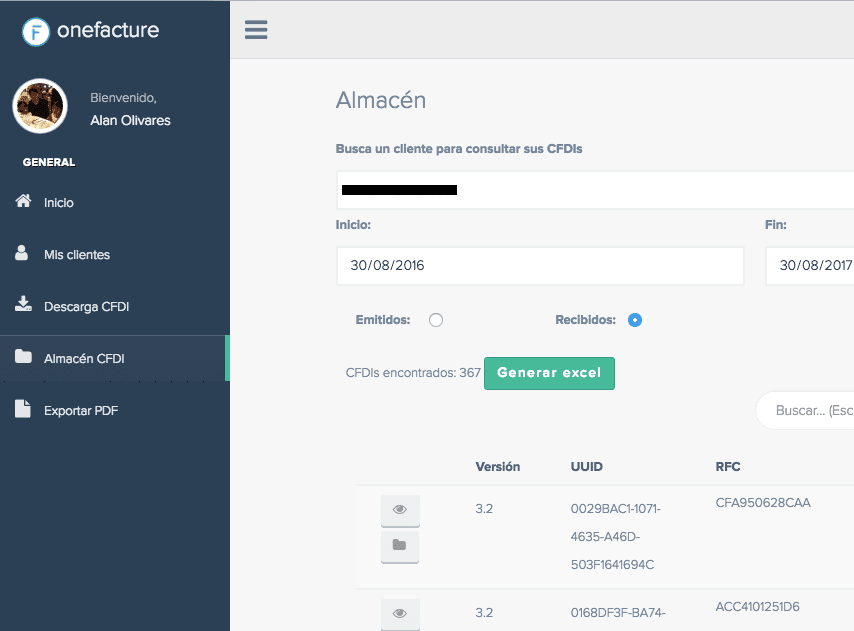 onefacture
Bienvenido,
Alan Olivares
GENERAL
Inicio
Mis clientes
Descarga CFDI
Almacén CFDI
Exportar PDF
Almacén
Busca un cliente para consultar sus CFDIs
Inicio: Fin:
30/08/2016 30/08/2017
Emitidos: Recibidos:
CFDIs encontrados: 367 Generar excel
Buscar... (Esc
Versión UUID RFC
3.2 0029BAC1-1071- CFA950628CAA
4635-A46D-
503F1641694C
3.2 0168DF3F-BA74- ACC4101251D6